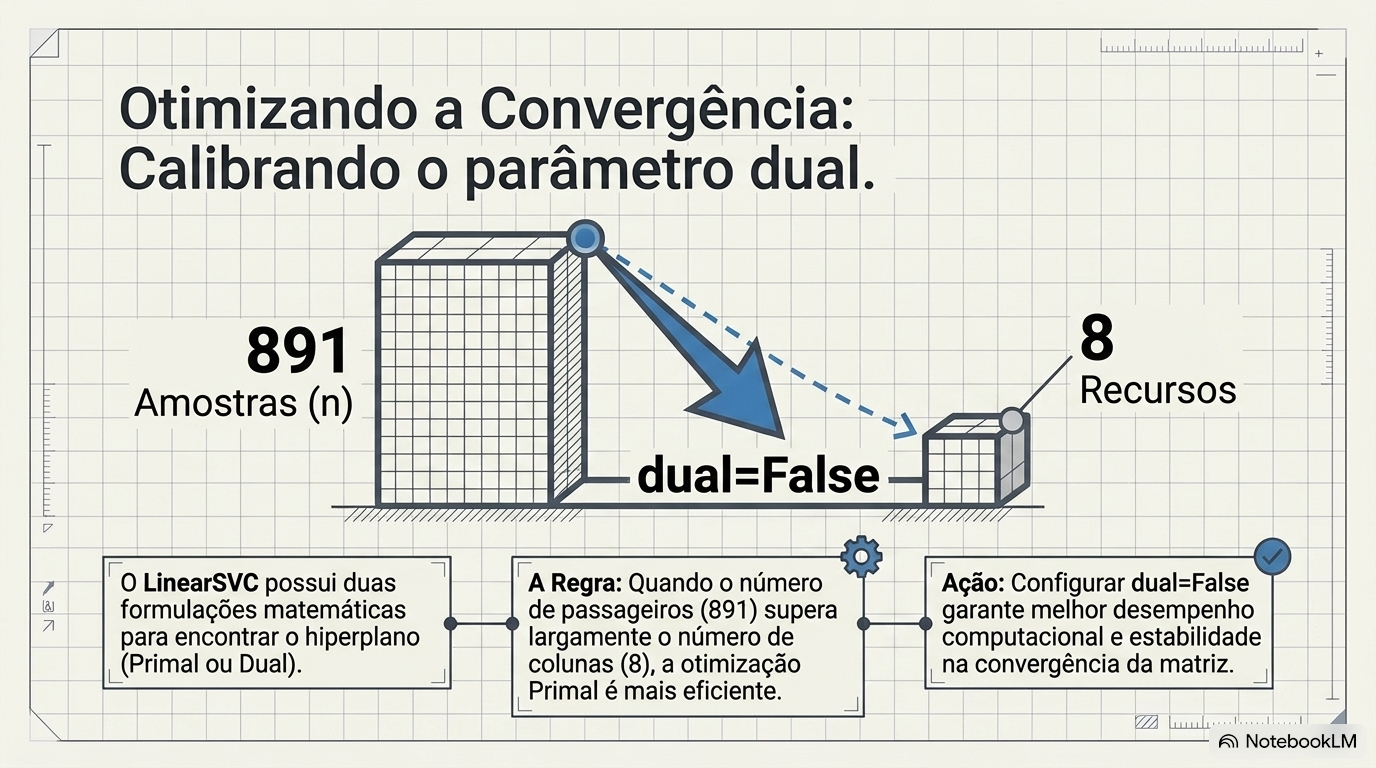 Otimizando a Convergência:
Calibrando o parâmetro dual.
891
Amostras (n)
8
Recursos
dual=False
O LinearSVC possui duas
formulações matemáticas
para encontrar o hiperplano
(Primal ou Dual).
A Regra: Quando o número
de passageiros (891) supera
largamente o número de
colunas (8), a otimização
Primal é mais eficiente.
Ação: Configurar dual=False
garante melhor desempenho
computacional e estabilidade
na convergência da matriz.
NotebookLM